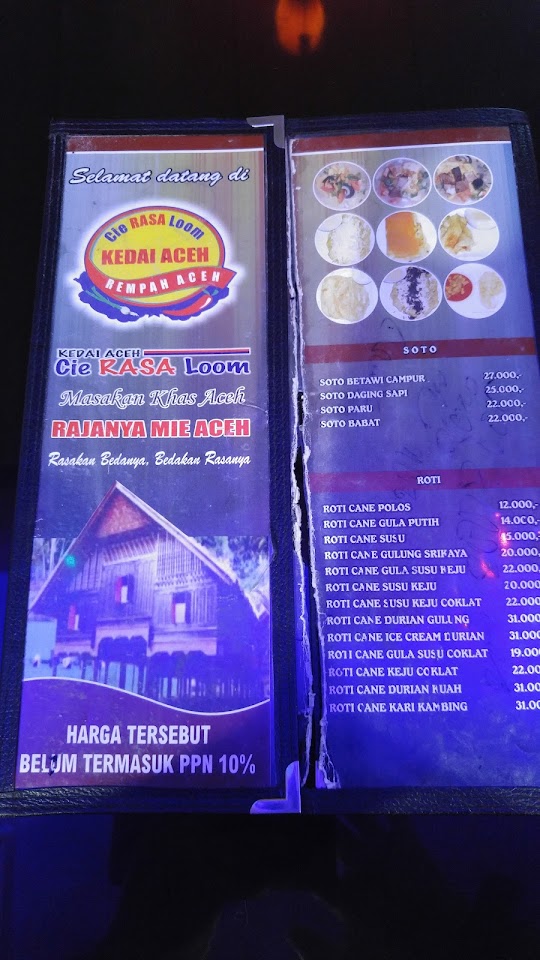 Selamat datang di
Cie RASA Loom
KEDAI ACEH
REMPAH ACEH
KEDAI ACEH
Cie RASA Loom
Masakan Khas Aceh
RAJANYA MIE ACEH
Rasakan Bedanya, Bedakan Rasanya
HARGA TERSEBUT
BELUM TERMASUK PPN 10%
SOTO
SOTO BETAWI CAMPUR 27.000,-
SOTO DAGING SAPI 25.000,-
SOTO PARU 22.000,-
SOTO BABAT 22.000,-
ROTI
ROTI CANE POLOS 12.000,-
ROTI CANE GULA PUTIH 14.000,-
ROTI CANE SUSU 15.000,-
ROTI CANE GULUNG SRIKAYA 20.000,
ROTI CANE GULA SUSU KEJU 22.000
ROTI CANE SUSU KEJU 20.000
ROTI CANE SUSU KEJU COKLAT 22.000
ROTI CANE DURIAN GULUNG 31.000
ROTI CANE ICE CREAM DURIAN 31.000
ROTI CANE GULA SUSU COKLAT 19.000
ROTI CANE KEJU COKLAT 22.00
ROTI CANE DURIAN KUAH 31.00
ROTI CANE KARI KAMBING 31.00